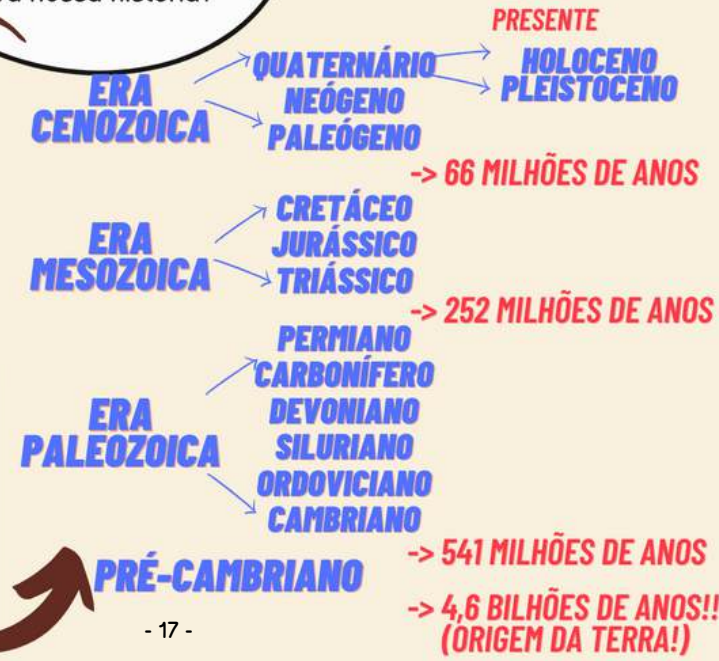 nossa história?
PRESENTE
QUATERNÁRIO
NEÓGENO
PALEÓGENO
HOLOCENO
PLEISTOCENO
ERA
CENOZOICA
-> 66 MILHÕES DE ANOS
CRETÁCEO
JURÁSSICO
TRIÁSSICO
ERA
MESOZOICA
-> 252 MILHÕES DE ANOS
PERMIANO
CARBONÍFERO
DEVONIANO
SILURIANO
ORDOVICIANO
CAMBRIANO
ERA
PALEOZOICA
-> 541 MILHÕES DE ANOS
PRÉ-CAMBRIANO
-> 4,6 BILHÕES DE ANOS!!
(ORIGEM DA TERRA!)
- 17 -